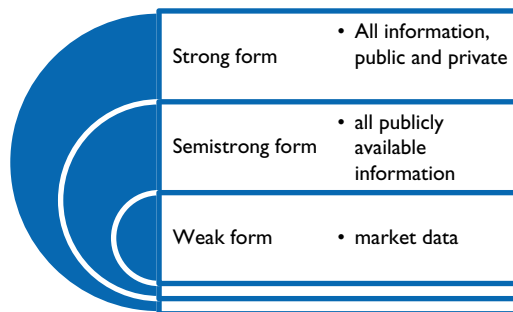 Strong form
• All information,
public and private
Semistrong form
• all publicly
available
information
Weak form
• market data